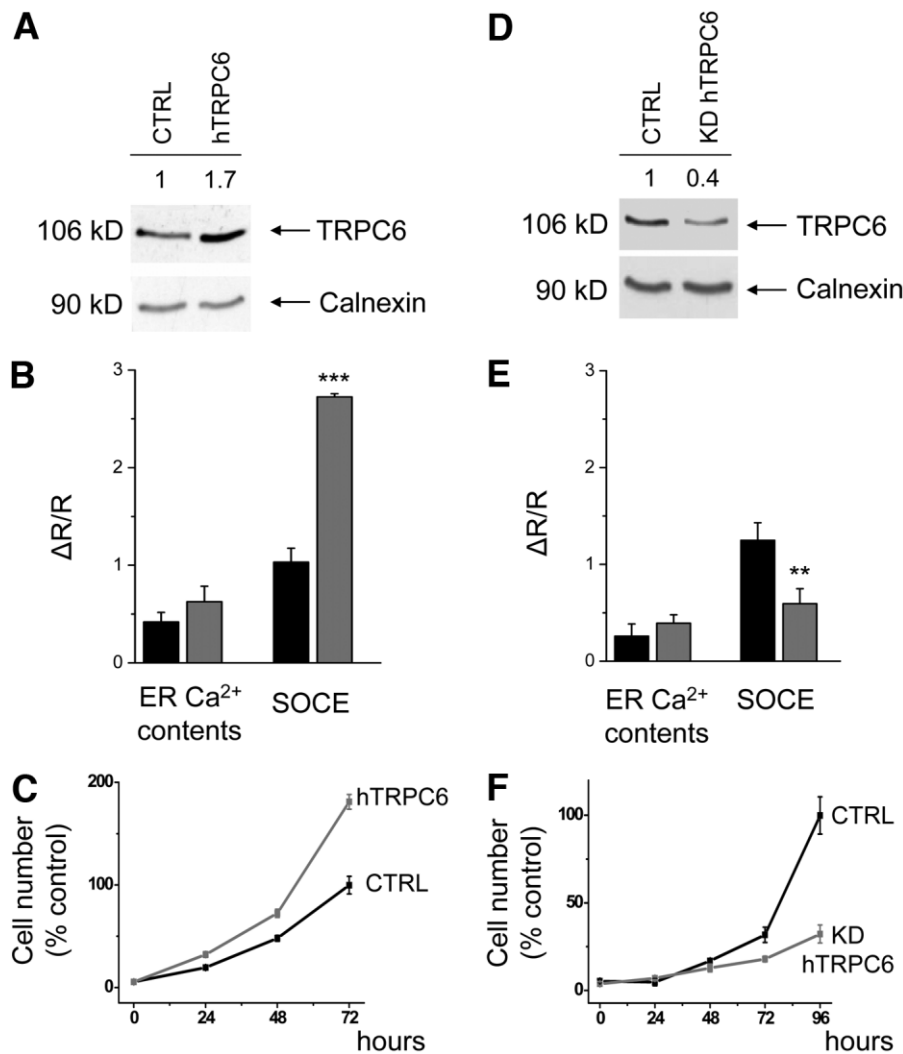 A
CTRL
hTRPC6
1 1.7
106 kD TRPC6
90 kD Calnexin
B
3
***
2
ΔR/R
1
0
ER Ca²⁺
contents
SOCE
C
200
hTRPC6
Cell number
(% control)
100
CTRL
0
0 24 48 72
hours
D
CTRL
KD hTRPC6
1 0.4
106 kD TRPC6
90 kD Calnexin
E
3
2
ΔR/R
1
**
0
ER Ca²⁺
contents
SOCE
F
100
CTRL
Cell number
(% control)
50
KD
hTRPC6
0
0 24 48 72 96
hours